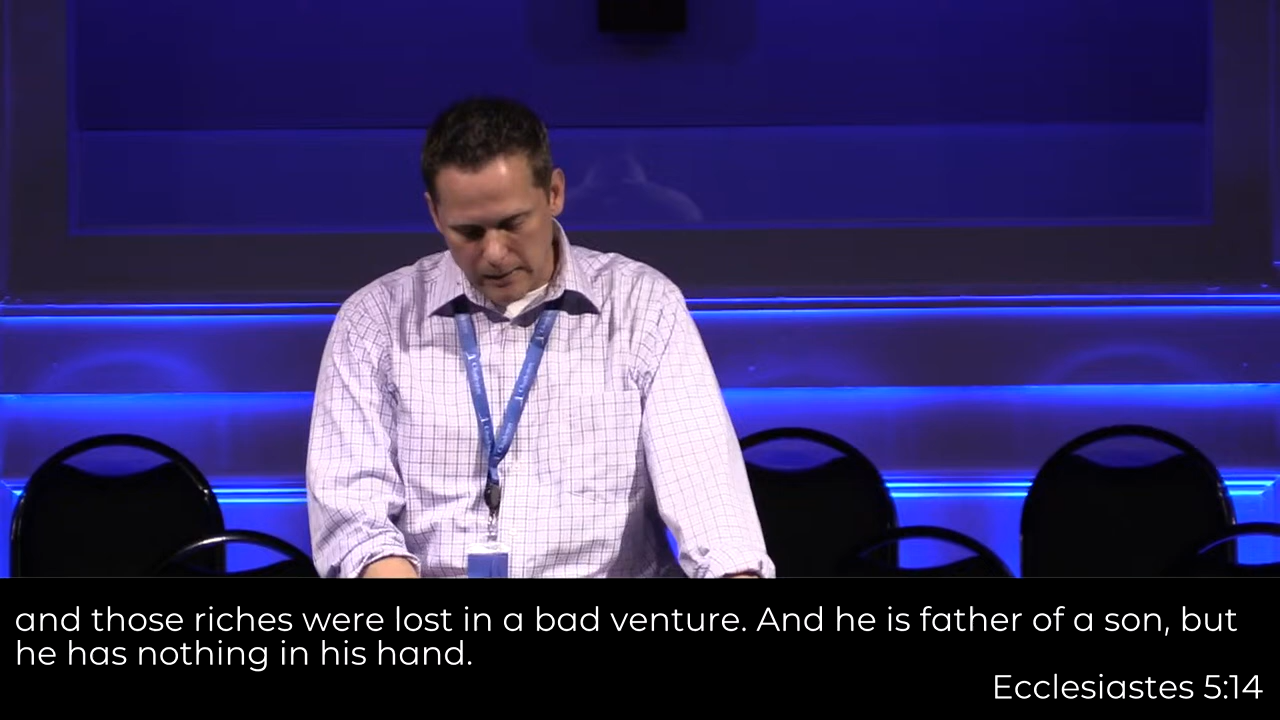 and those riches were lost in a bad venture. And he is father of a son, but
he has nothing in his hand.
Ecclesiastes 5:14